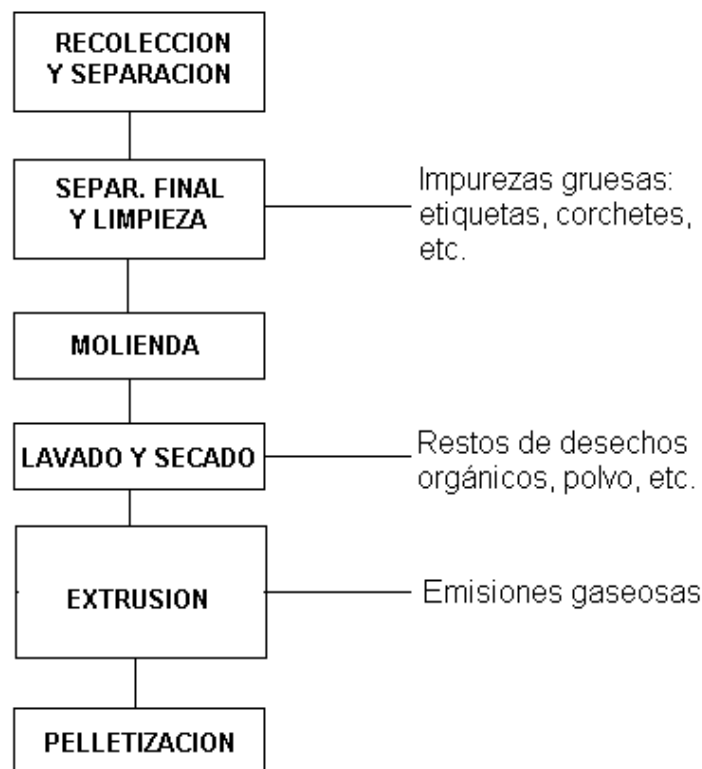 RECOLECCION
Y SEPARACION
SEPAR. FINAL
Y LIMPIEZA
Impurezas gruesas:
etiquetas, corchetes,
etc.
MOLIENDA
LAVADO Y SECADO
Restos de desechos
orgánicos, polvo, etc.
EXTRUSION
Emisiones gaseosas
PELLETIZACION